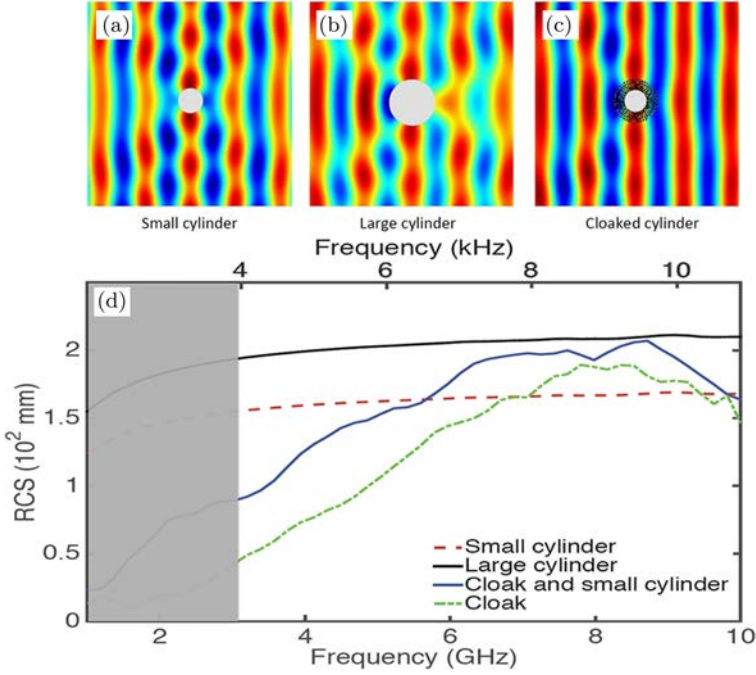 (a) (b) (c)
Small cylinder Large cylinder Cloaked cylinder
Frequency (kHz)
4 6 8 10
(d)
2
1.5
1
0.5
0
RCS (10² mm)
Small cylinder
Large cylinder
Cloak and small cylinder
Cloak
2 4 6 8 10
Frequency (GHz)